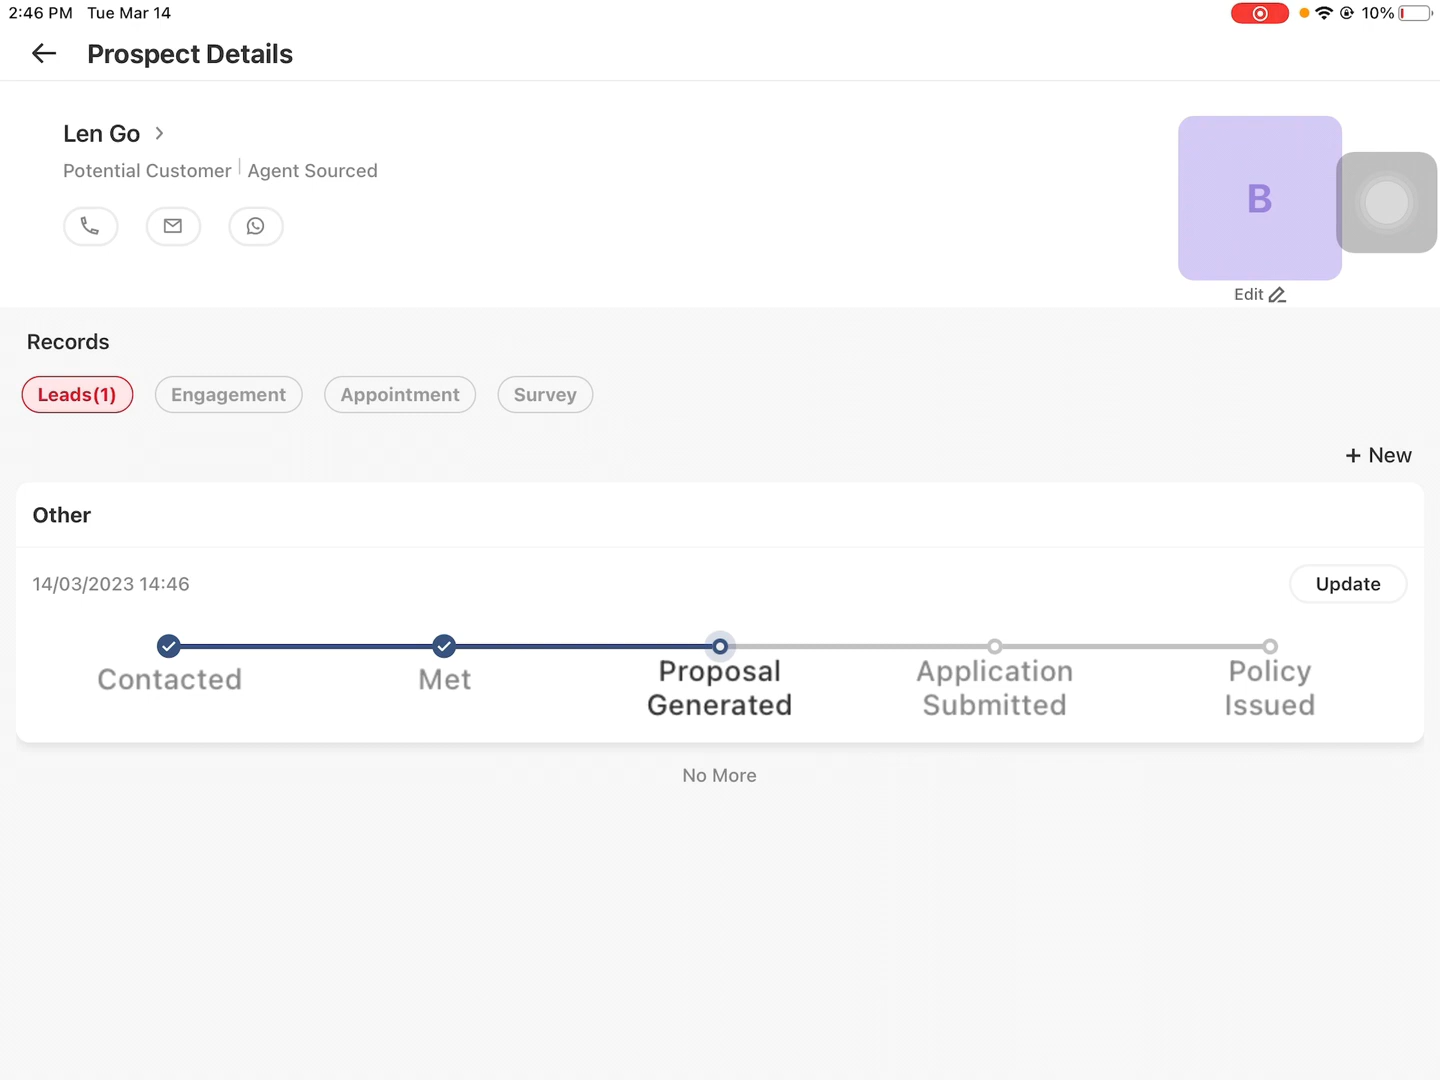 2:46 PM Tue Mar 14
10%
Prospect Details
Len Go
Potential Customer | Agent Sourced
B
Edit
Records
Leads(1)
Engagement
Appointment
Survey
+ New
Other
14/03/2023 14:46
Update
Contacted
Met
Proposal
Generated
Application
Submitted
Policy
Issued
No More